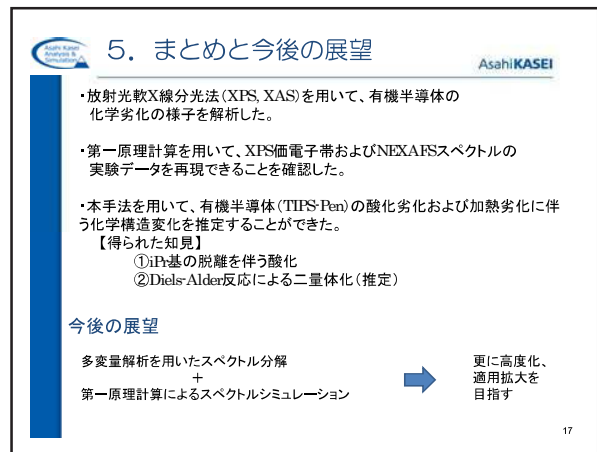 Asahi Kasei
Analysis &
Simulation
5．まとめと今後の展望
AsahiKASEI
・放射光軟X線分光法（XPS, XAS）を用いて、有機半導体の
化学劣化の様子を解析した。
・第一原理計算を用いて、XPS価電子帯およびNEXAFSスペクトルの
実験データを再現できることを確認した。
・本手法を用いて、有機半導体（TIPS-Pen）の酸化劣化および加熱劣化に伴
う化学構造変化を推定することができた。
【得られた知見】
①iPr基の脱離を伴う酸化
②Diels-Alder反応による二量体化（推定）
今後の展望
多変量解析を用いたスペクトル分解
+
第一原理計算によるスペクトルシミュレーション
更に高度化、
適用拡大を
目指す
17